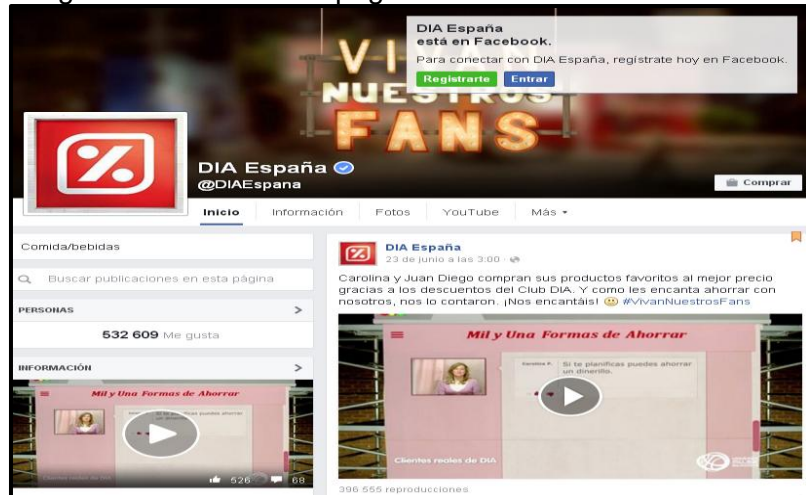 DIA España
está en Facebook.
Para conectar con DIA España, regístrate hoy en Facebook.
Registrarte Entrar
VIVAN
NUESTROS
FANS
DIA España
@DIAEspana
Comprar
Inicio Información Fotos YouTube Más
Comida/bebidas
Buscar publicaciones en esta página
PERSONAS
532 609 Me gusta
INFORMACIÓN
Mil y Una Formas de Ahorrar
526 68
DIA España
23 de junio a las 3:00
Carolina y Juan Diego compran sus productos favoritos al mejor precio
gracias a los descuentos del Club DIA. Y como les encanta ahorrar con
nosotros, nos lo contaron. ¡Nos encantáis! 🙂 #VivanNuestrosFans
Mil y Una Formas de Ahorrar
Si te planificas puedes ahorrar
un dinerillo.
Clientes reales de DIA
396 555 reproducciones